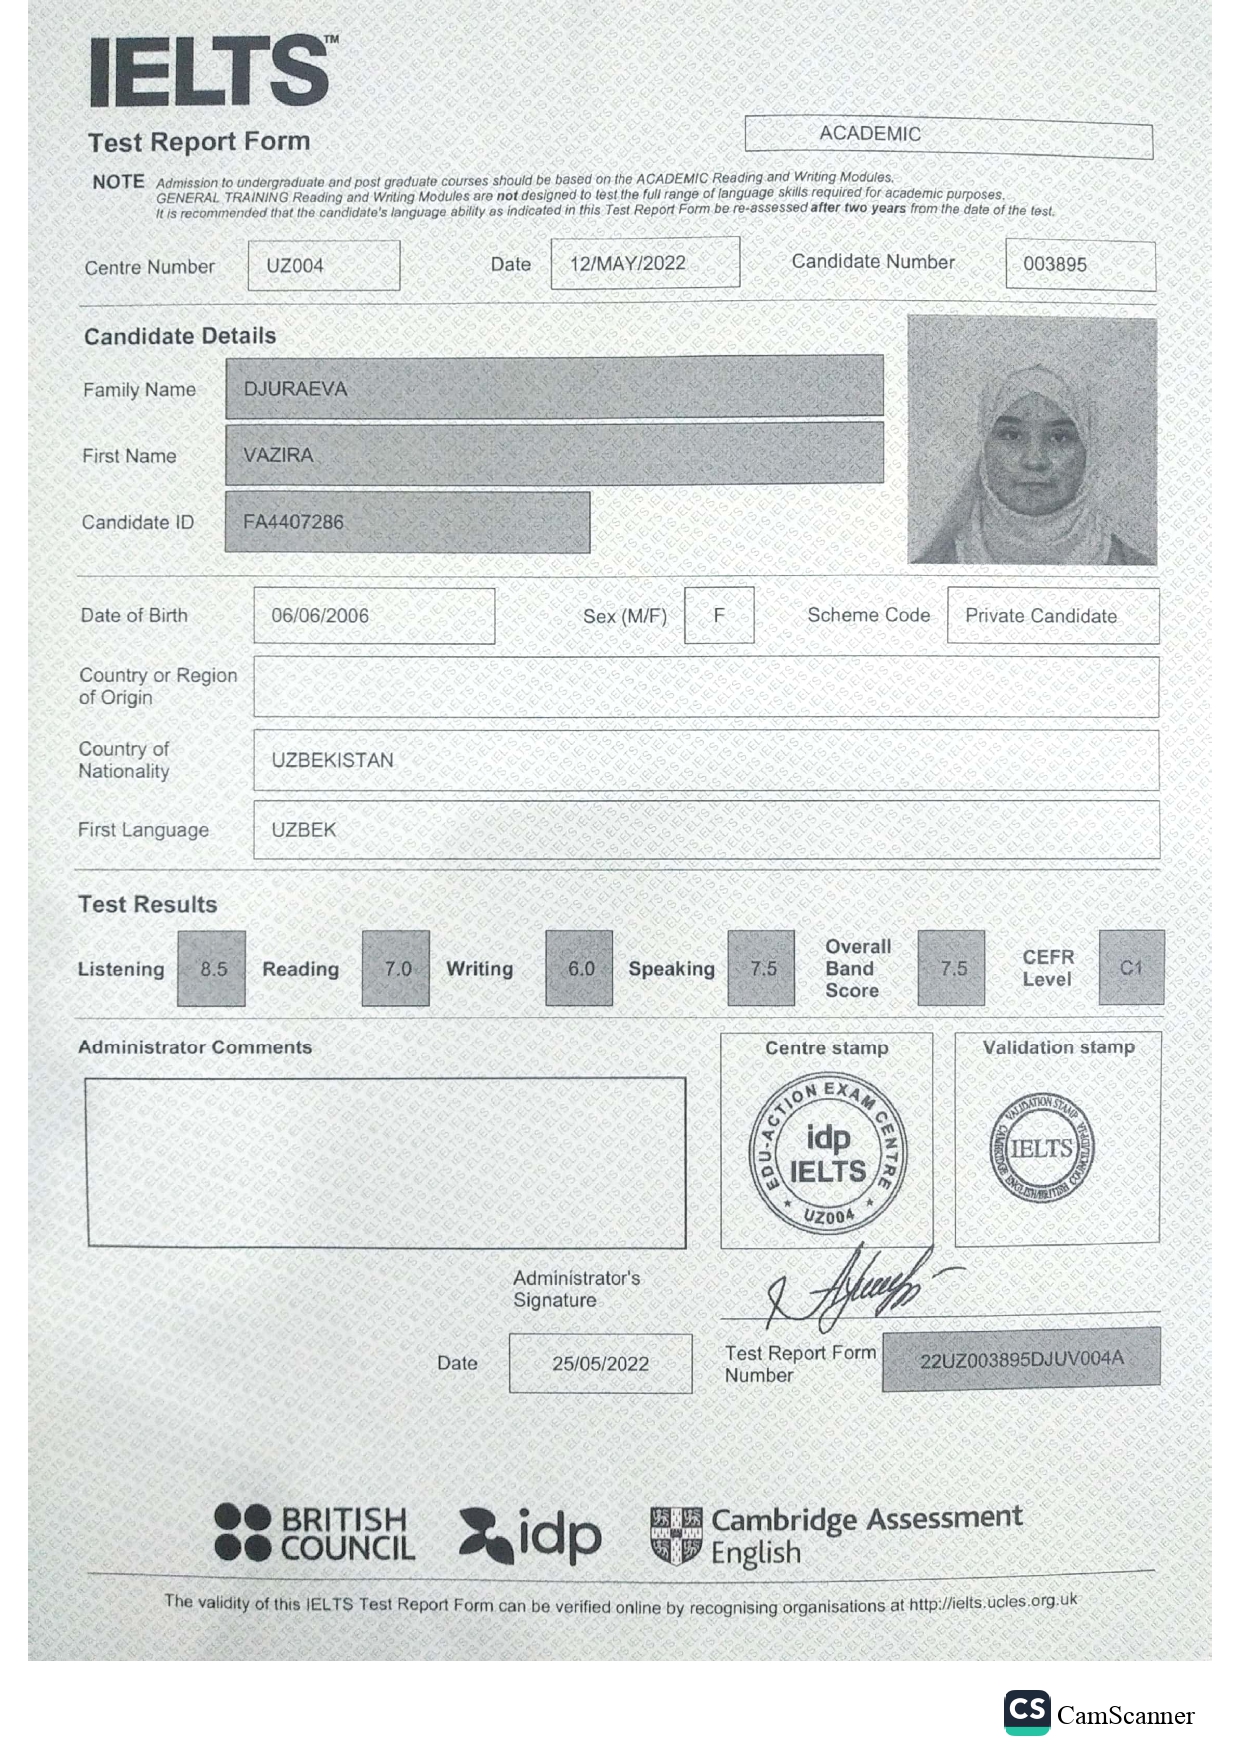 IELTS™
Test Report Form
ACADEMIC
NOTE Admission to undergraduate and post graduate courses should be based on the ACADEMIC Reading and Writing Modules.
GENERAL TRAINING Reading and Writing Modules are not designed to test the full range of language skills required for academic purposes.
It is recommended that the candidate's language ability as indicated in this Test Report Form be re-assessed after two years from the date of the test.
Centre Number UZ004 Date 12/MAY/2022 Candidate Number 003895
Candidate Details
Family Name DJURAEVA
First Name VAZIRA
Candidate ID FA4407286
Date of Birth 06/06/2006 Sex (M/F) F Scheme Code Private Candidate
Country or Region
of Origin
Country of
Nationality UZBEKISTAN
First Language UZBEK
Test Results
Listening 8.5 Reading 7.0 Writing 6.0 Speaking 7.5 Overall Band Score 7.5 CEFR Level C1
Administrator Comments
Centre stamp
EDU-ACTION EXAM CENTRE
idp
IELTS
UZ004
Validation stamp
VALIDATION STAMP
IELTS
Administrator's
Signature
Date 25/05/2022
Test Report Form
Number 22UZ003895DJUV004A
BRITISH
COUNCIL
idp
Cambridge Assessment
English
The validity of this IELTS Test Report Form can be verified online by recognising organisations at http://ielts.ucles.org.uk
CS CamScanner